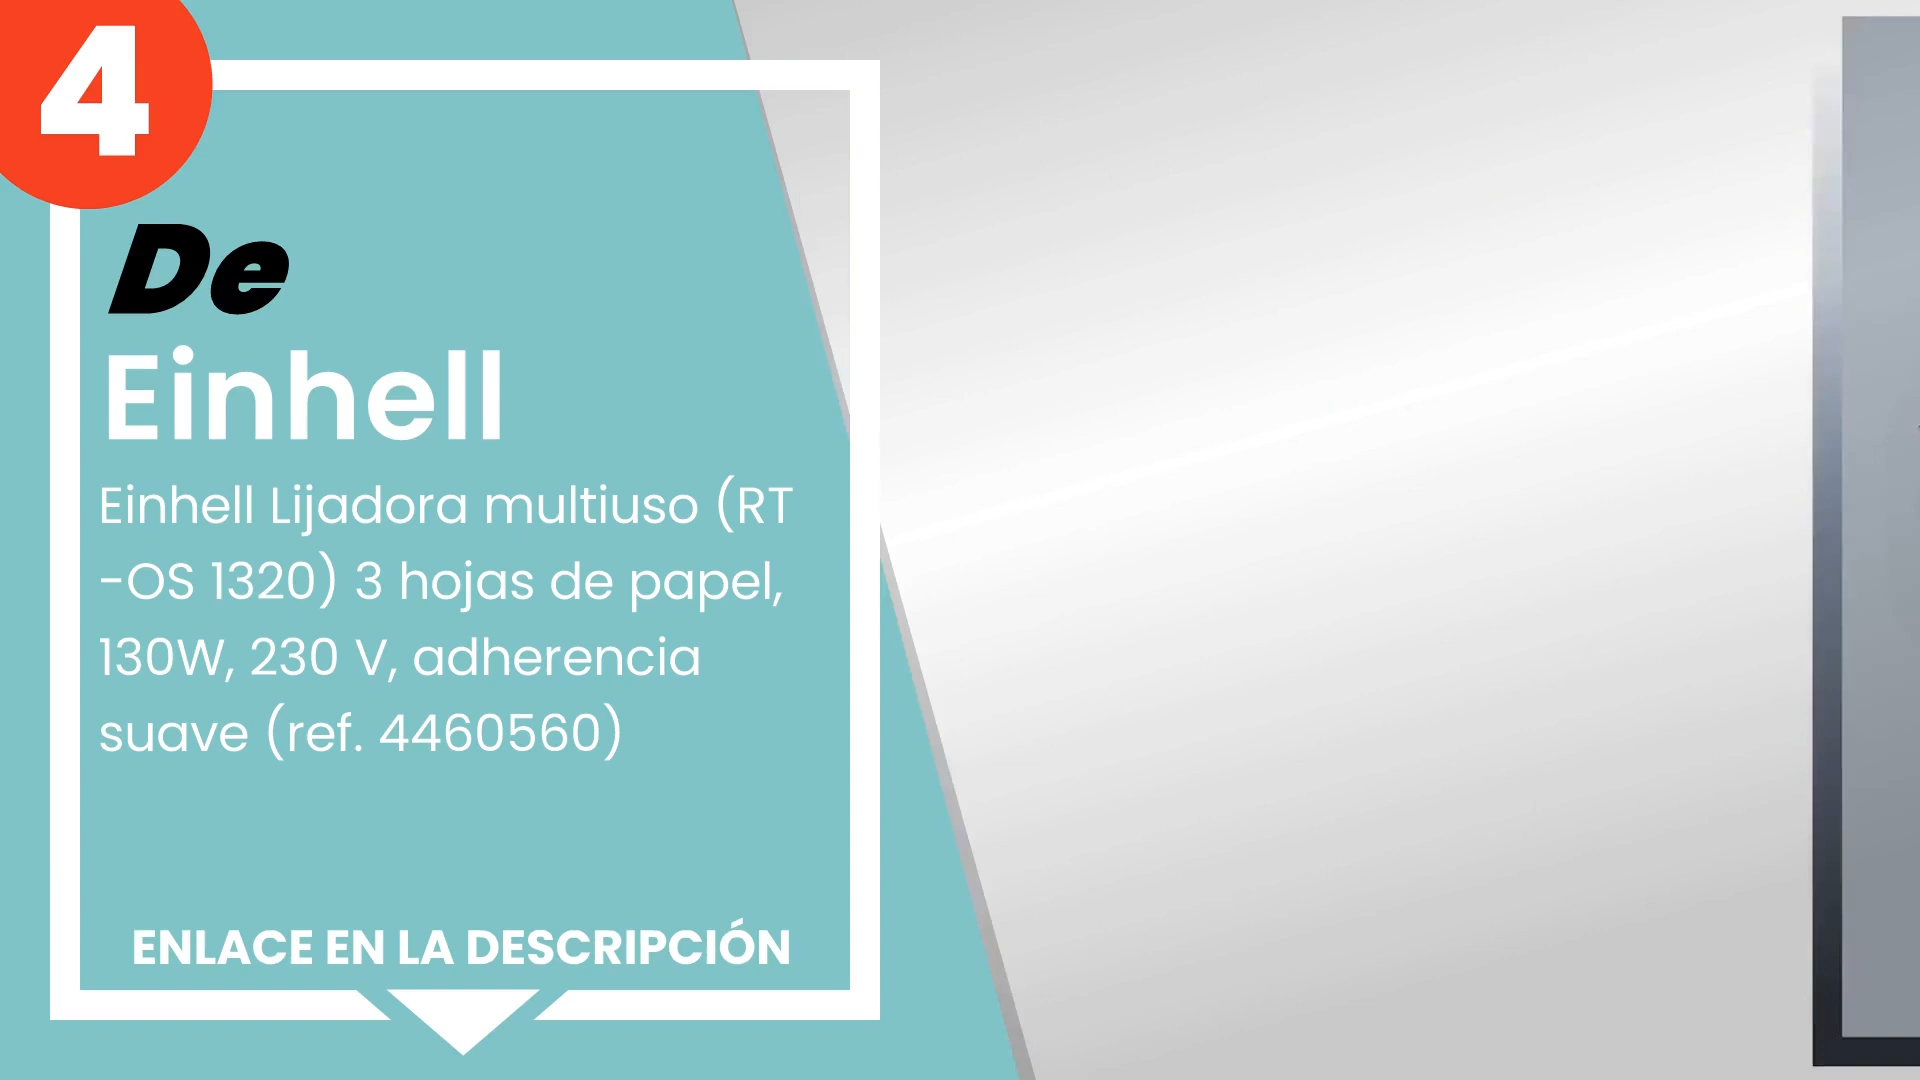 4
De
Einhell
Einhell Lijadora multiuso (RT
-OS 1320) 3 hojas de papel,
130W, 230 V, adherencia
suave (ref. 4460560)
ENLACE EN LA DESCRIPCIÓN